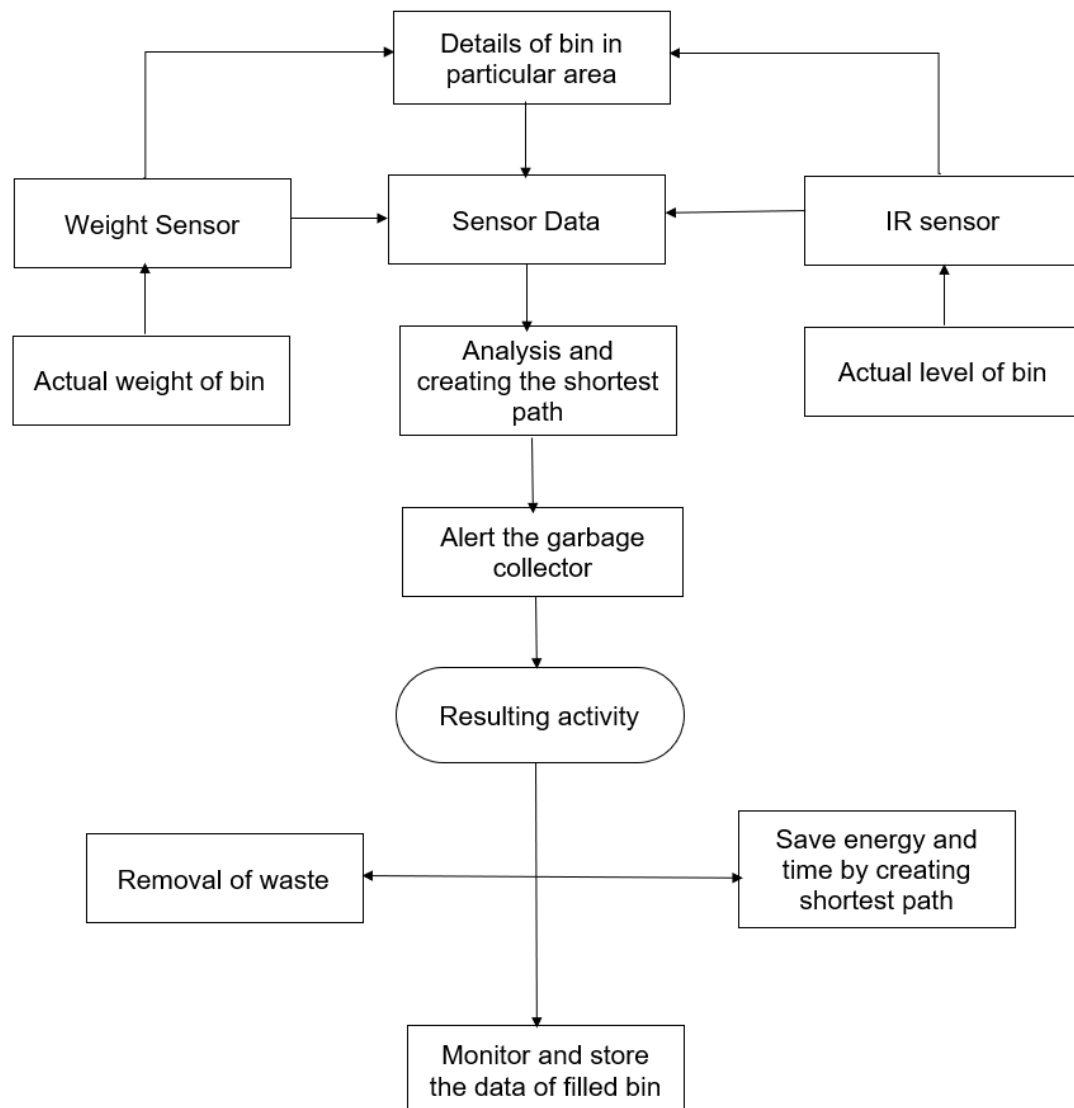 Details of bin in
particular area
Weight Sensor
Sensor Data
IR sensor
Actual weight of bin
Analysis and
creating the shortest
path
Actual level of bin
Alert the garbage
collector
Resulting activity
Removal of waste
Save energy and
time by creating
shortest path
Monitor and store
the data of filled bin